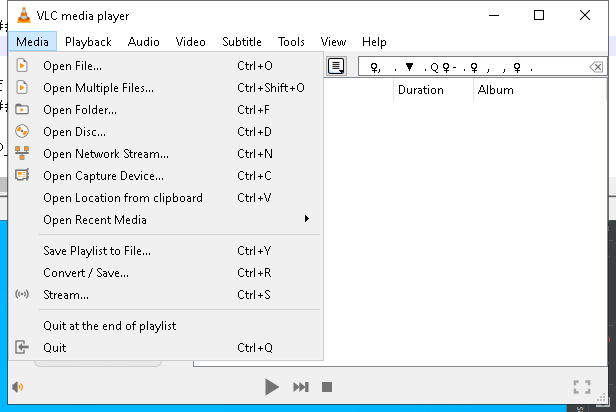 VLC media player
Media Playback Audio Video Subtitle Tools View Help
Open File... Ctrl+O
Open Multiple Files... Ctrl+Shift+O
Open Folder... Ctrl+F
Open Disc... Ctrl+D
Open Network Stream... Ctrl+N
Open Capture Device... Ctrl+C
Open Location from clipboard Ctrl+V
Open Recent Media
Save Playlist to File... Ctrl+Y
Convert / Save... Ctrl+R
Stream... Ctrl+S
Quit at the end of playlist
Quit Ctrl+Q
♀, . ▼ .Q♀-.♀ , , ♀ .
Duration Album